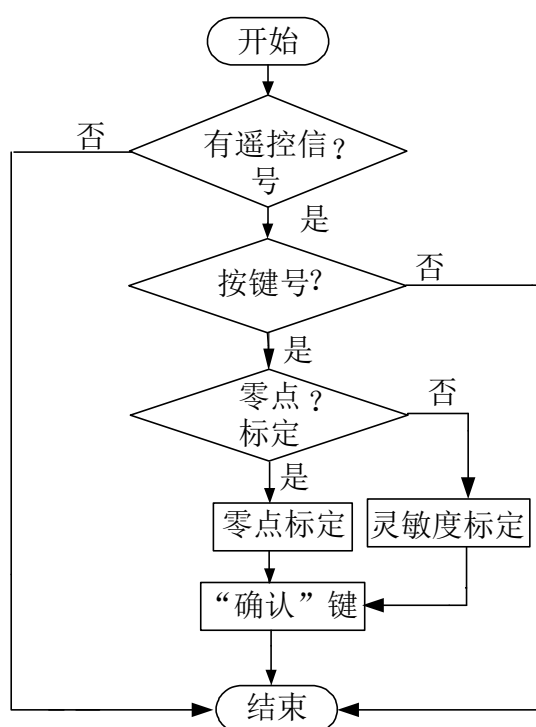 开始
否
有遥控信？
号
是
按键号？
否
是
零点？
标定
否
是
零点标定
灵敏度标定
“确认”键
结束